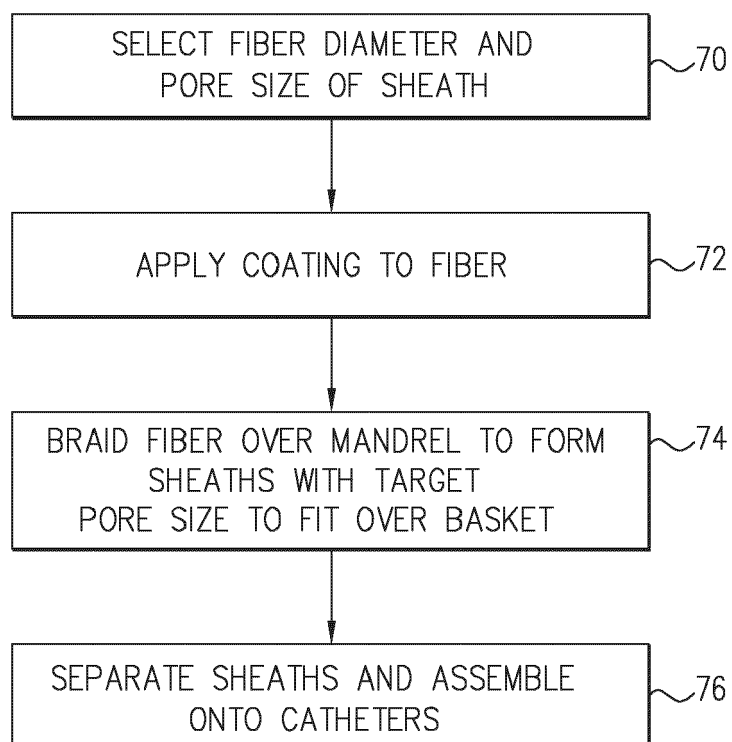 SELECT FIBER DIAMETER AND
PORE SIZE OF SHEATH
70
APPLY COATING TO FIBER
72
BRAID FIBER OVER MANDREL TO FORM
SHEATHS WITH TARGET
PORE SIZE TO FIT OVER BASKET
74
SEPARATE SHEATHS AND ASSEMBLE
ONTO CATHETERS
76